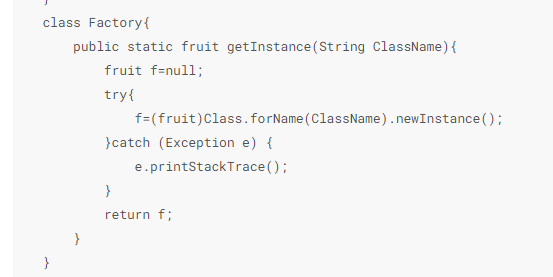 }
class Factory{
public static fruit getInstance(String ClassName){
fruit f=null;
try{
f=(fruit)Class.forName(ClassName).newInstance();
}catch (Exception e) {
e.printStackTrace();
}
return f;
}
}